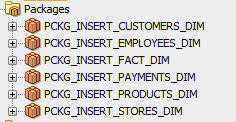 Packages
PCKG_INSERT_CUSTOMERS_DIM
PCKG_INSERT_EMPLOYEES_DIM
PCKG_INSERT_FACT_DIM
PCKG_INSERT_PAYMENTS_DIM
PCKG_INSERT_PRODUCTS_DIM
PCKG_INSERT_STORES_DIM